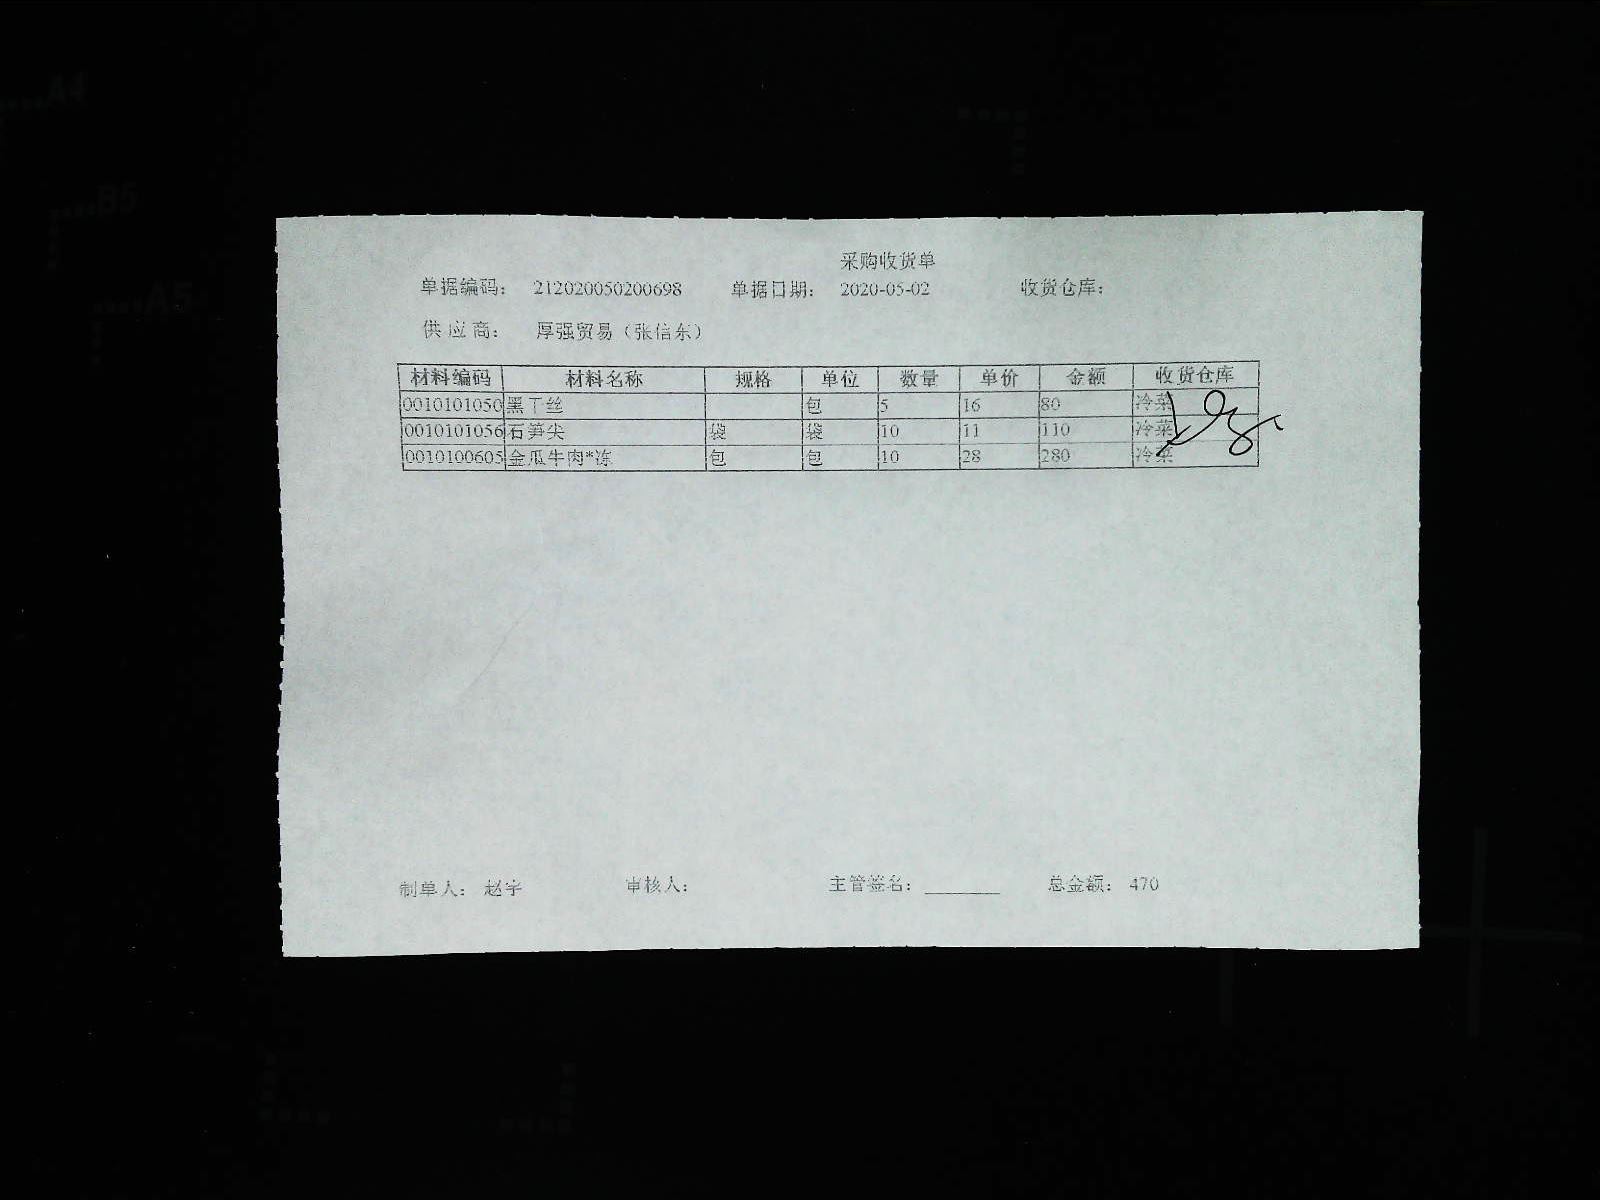 采购收货单
单据编码： 212020050200698 单据日期： 2020-05-02 收货仓库：
供应商： 厚强贸易（张信东）
材料编码 材料名称 规格 单位 数量 单价 金额 收货仓库
0010101050 黑干丝 包 5 16 80 冷菜
0010101056 石笋尖 袋 袋 10 11 110 冷菜
0010100605 金瓜牛肉*冻 包 包 10 28 280 冷菜
制单人： 赵宇 审核人： 主管签名： 总金额： 470
A4
B5
A5